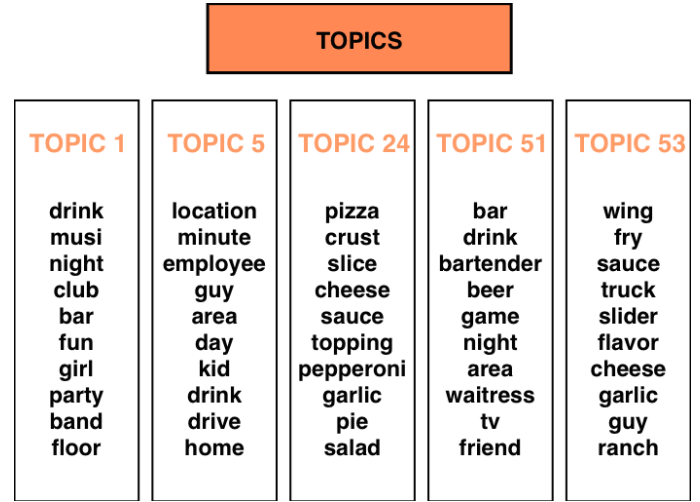 TOPICS
TOPIC 1
drink
musi
night
club
bar
fun
girl
party
band
floor
TOPIC 5
location
minute
employee
guy
area
day
kid
drink
drive
home
TOPIC 24
pizza
crust
slice
cheese
sauce
topping
pepperoni
garlic
pie
salad
TOPIC 51
bar
drink
bartender
beer
game
night
area
waitress
tv
friend
TOPIC 53
wing
fry
sauce
truck
slider
flavor
cheese
garlic
guy
ranch